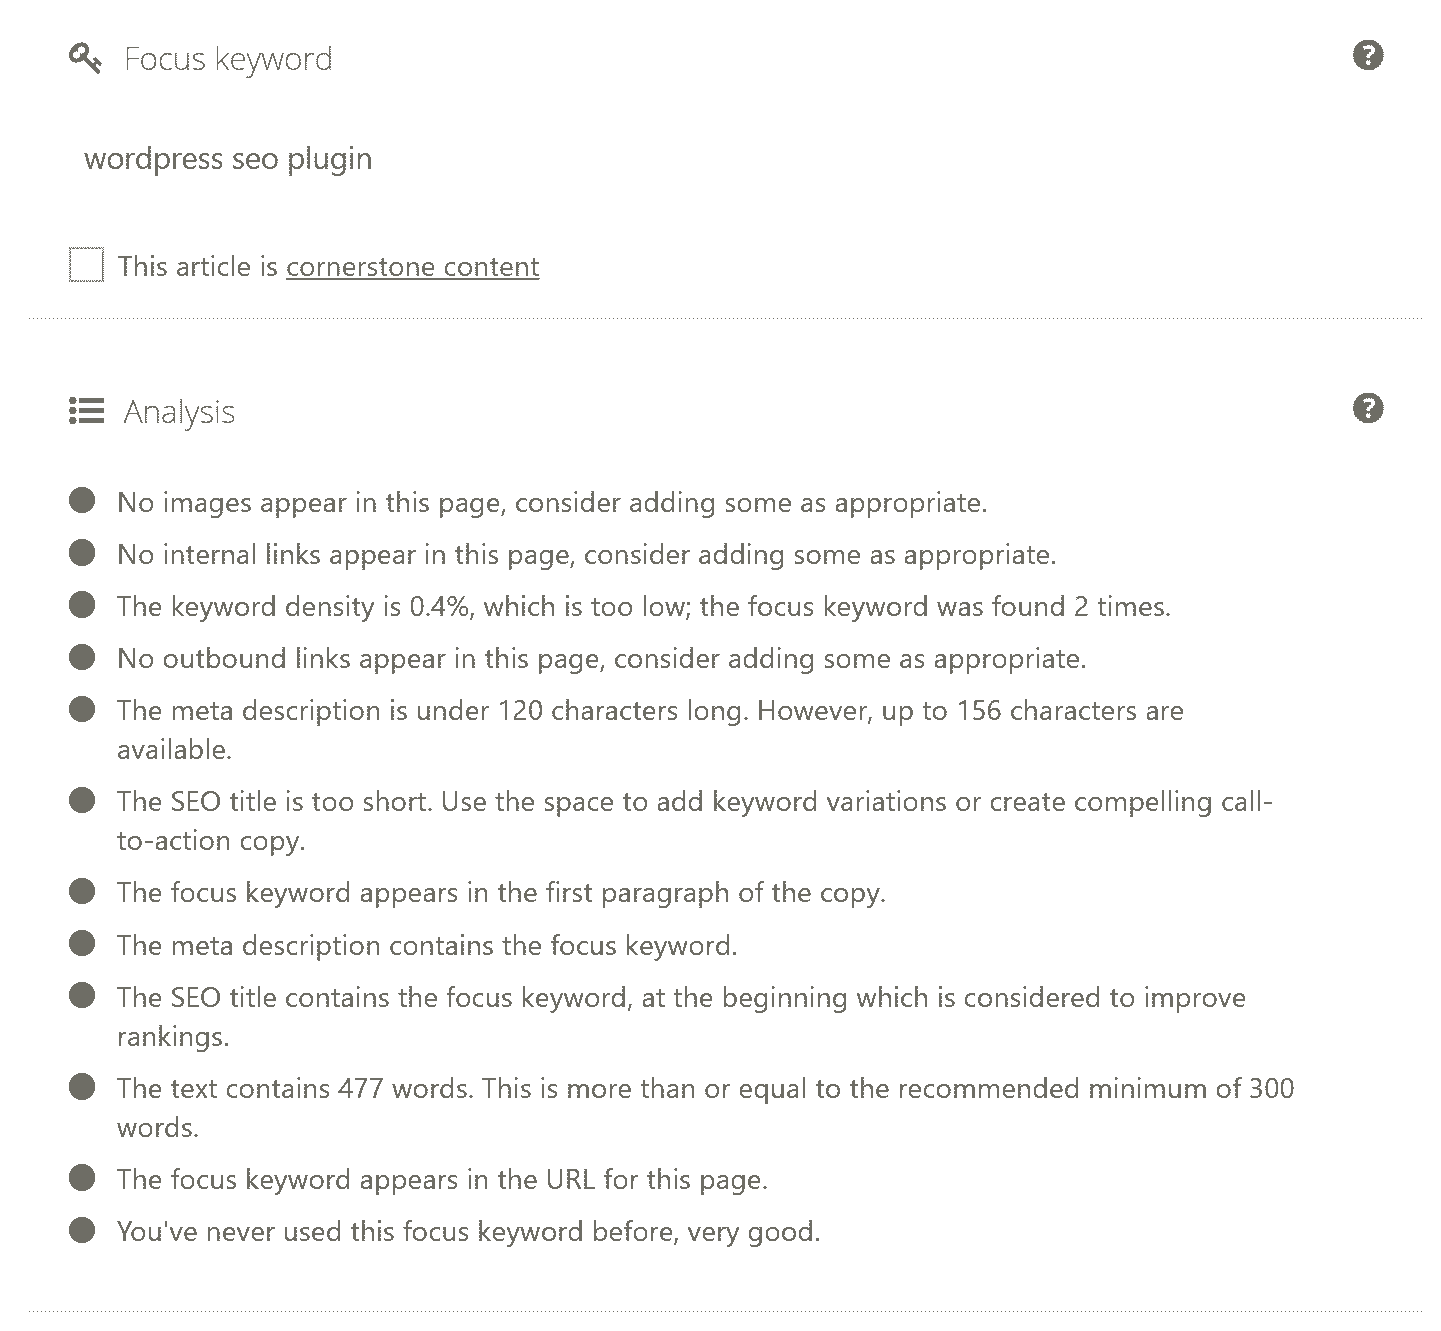 Focus keyword
wordpress seo plugin
This article is cornerstone content
Analysis
No images appear in this page, consider adding some as appropriate.
No internal links appear in this page, consider adding some as appropriate.
The keyword density is 0.4%, which is too low; the focus keyword was found 2 times.
No outbound links appear in this page, consider adding some as appropriate.
The meta description is under 120 characters long. However, up to 156 characters are
available.
The SEO title is too short. Use the space to add keyword variations or create compelling call-
to-action copy.
The focus keyword appears in the first paragraph of the copy.
The meta description contains the focus keyword.
The SEO title contains the focus keyword, at the beginning which is considered to improve
rankings.
The text contains 477 words. This is more than or equal to the recommended minimum of 300
words.
The focus keyword appears in the URL for this page.
You've never used this focus keyword before, very good.